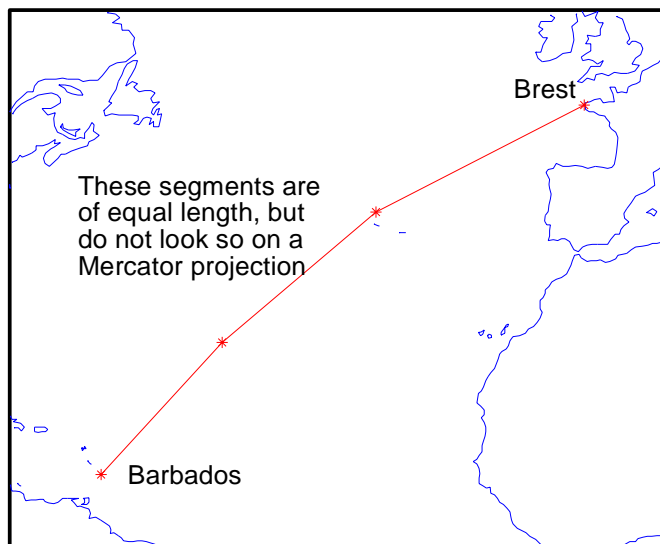 Brest
These segments are
of equal length, but
do not look so on a
Mercator projection
Barbados